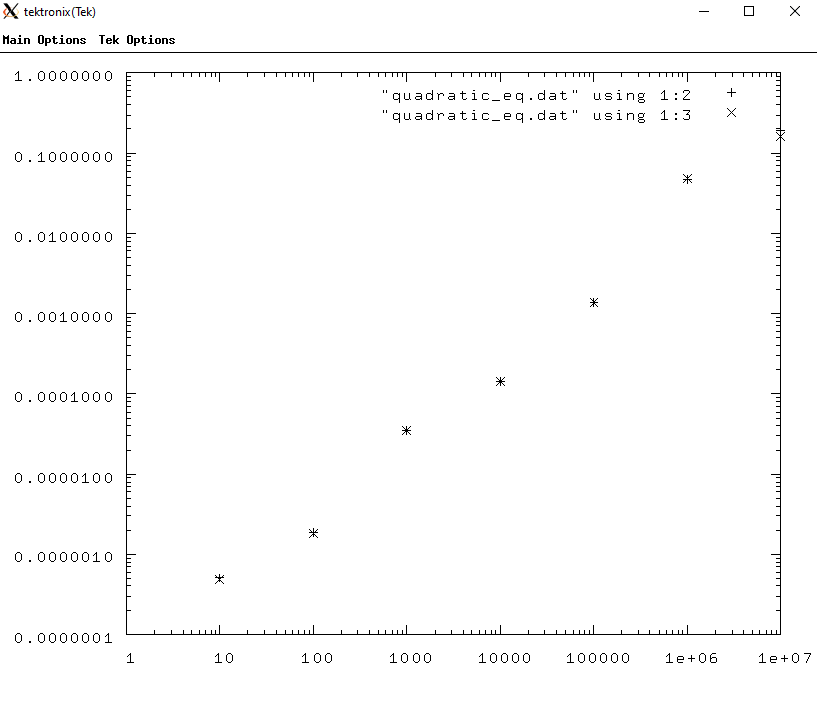 tektronix(Tek)
Main Options Tek Options
1.0000000
"quadratic_eq.dat" using 1:2
"quadratic_eq.dat" using 1:3
0.1000000
0.0100000
0.0010000
0.0001000
0.0000100
0.0000010
0.0000001
1 10 100 1000 10000 100000 1e+06 1e+07